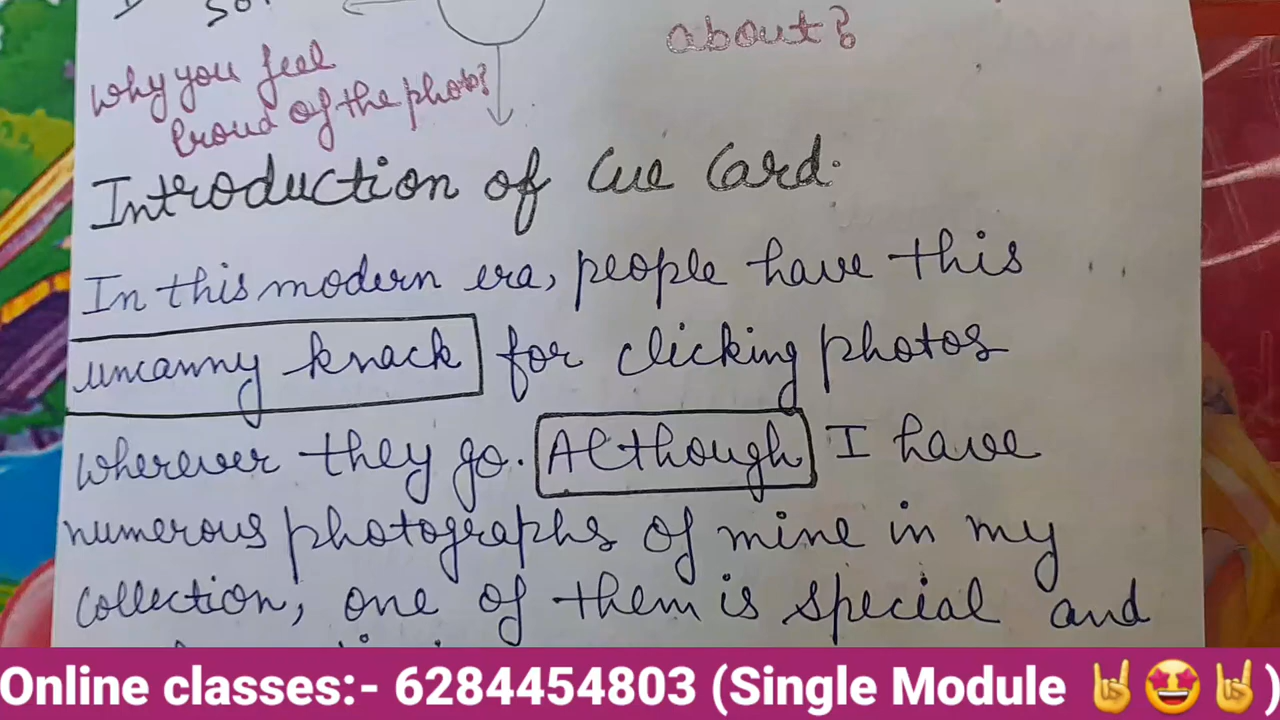 about?
Why you feel
Proud of the photo?
Introduction of Cue Card.
In this modern era, people have this
uncanny knack for clicking photos
wherever they go. Although I have
numerous photographs of mine in my
collection, one of them is special and
Online classes:- 6284454803 (Single Module 🤘🤩🤘)